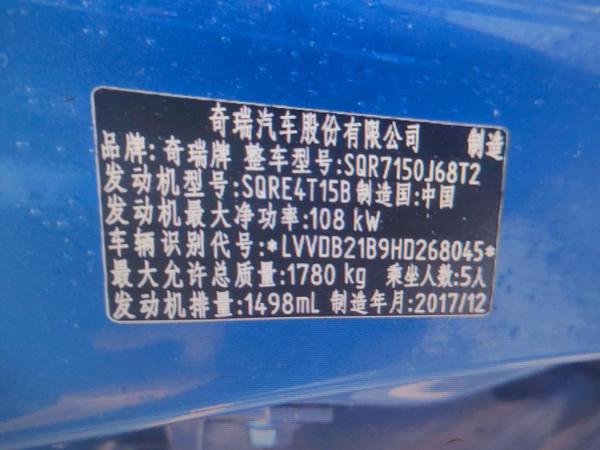 奇瑞汽车股份有限公司 制造
品牌:奇瑞牌 整车型号:SQR7150J68T2
发动机型号:SQRE4T15B 制造国:中国
发动机最大净功率:108 kW
车辆识别代号:*LVVDB21B9HD268045*
最大允许总质量:1780 kg 乘坐人数:5人
发动机排量:1498mL 制造年月:2017/12